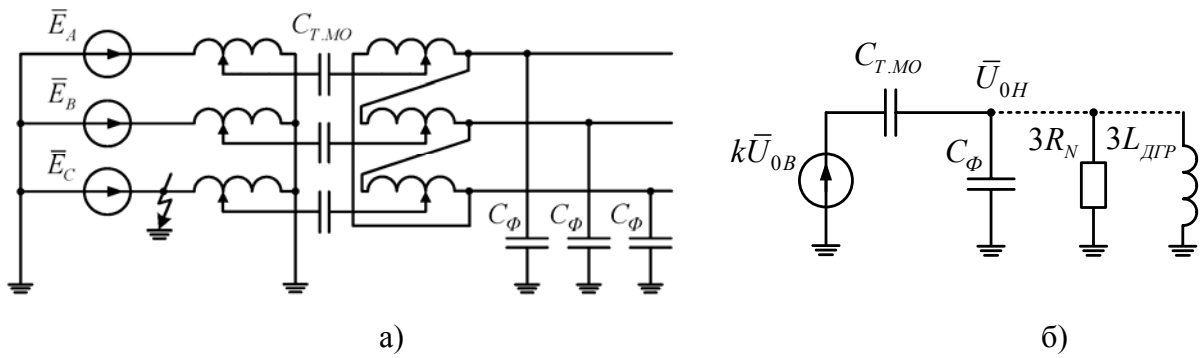 Ē_A
C_Т.МО
Ē_B
Ē_C
C_Ф C_Ф C_Ф
а)
C_Т.МО
Ū_0Н
kŪ_0В
C_Ф
3R_N
3L_ДГР
б)